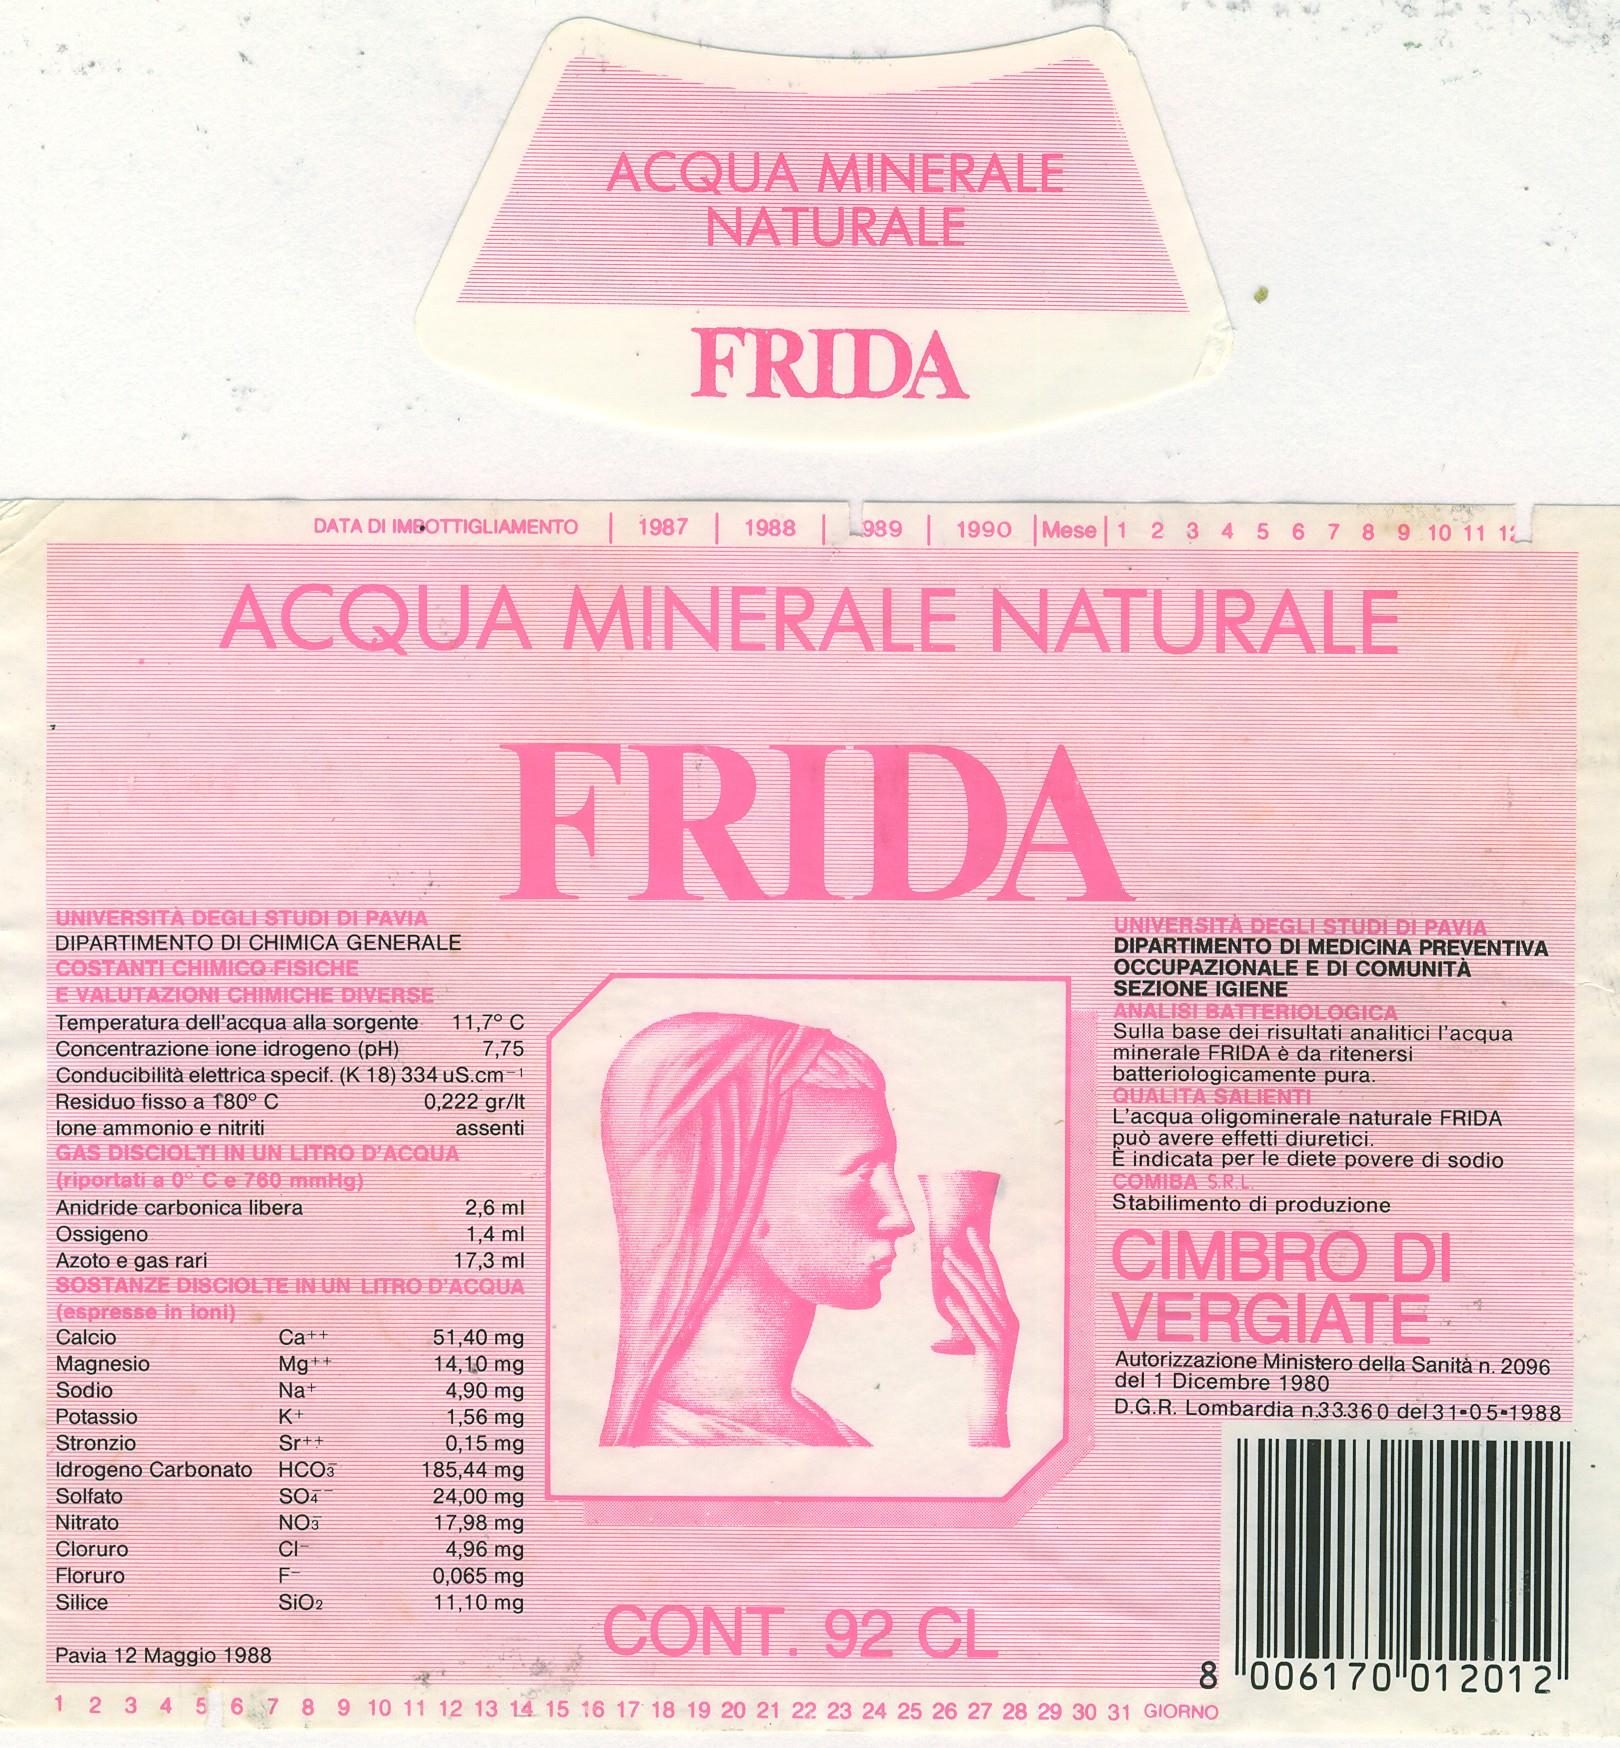 ACQUA MINERALE
NATURALE
FRIDA
DATA DI IMBOTTIGLIAMENTO | 1987 | 1988 | 989 | 1990 | Mese | 1 2 3 4 5 6 7 8 9 10 11 12
ACQUA MINERALE NATURALE
FRIDA
UNIVERSITÀ DEGLI STUDI DI PAVIA
DIPARTIMENTO DI CHIMICA GENERALE
COSTANTI CHIMICO-FISICHE
E VALUTAZIONI CHIMICHE DIVERSE
Temperatura dell'acqua alla sorgente 11,7° C
Concentrazione ione idrogeno (pH) 7,75
Conducibilità elettrica specif. (K 18) 334 uS.cm⁻¹
Residuo fisso a 180° C 0,222 gr/lt
Ione ammonio e nitriti assenti
GAS DISCIOLTI IN UN LITRO D'ACQUA
(riportati a 0° C e 760 mmHg)
Anidride carbonica libera 2,6 ml
Ossigeno 1,4 ml
Azoto e gas rari 17,3 ml
SOSTANZE DISCIOLTE IN UN LITRO D'ACQUA
(espresse in ioni)
Calcio Ca⁺⁺ 51,40 mg
Magnesio Mg⁺⁺ 14,10 mg
Sodio Na⁺ 4,90 mg
Potassio K⁺ 1,56 mg
Stronzio Sr⁺⁺ 0,15 mg
Idrogeno Carbonato HCO₃⁻ 185,44 mg
Solfato SO₄⁻⁻ 24,00 mg
Nitrato NO₃⁻ 17,98 mg
Cloruro Cl⁻ 4,96 mg
Floruro F⁻ 0,065 mg
Silice SiO₂ 11,10 mg
Pavia 12 Maggio 1988
CONT. 92 CL
UNIVERSITÀ DEGLI STUDI DI PAVIA
DIPARTIMENTO DI MEDICINA PREVENTIVA
OCCUPAZIONALE E DI COMUNITÀ
SEZIONE IGIENE
ANALISI BATTERIOLOGICA
Sulla base dei risultati analitici l'acqua
minerale FRIDA è da ritenersi
batteriologicamente pura.
QUALITA SALIENTI
L'acqua oligominerale naturale FRIDA
può avere effetti diuretici.
È indicata per le diete povere di sodio
COMIBA S.R.L.
Stabilimento di produzione
CIMBRO DI
VERGIATE
Autorizzazione Ministero della Sanità n. 2096
del 1 Dicembre 1980
D.G.R. Lombardia n.33.360 del 31-05-1988
8 006170 012012
1 2 3 4 5 6 7 8 9 10 11 12 13 14 15 16 17 18 19 20 21 22 23 24 25 26 27 28 29 30 31 GIORNO